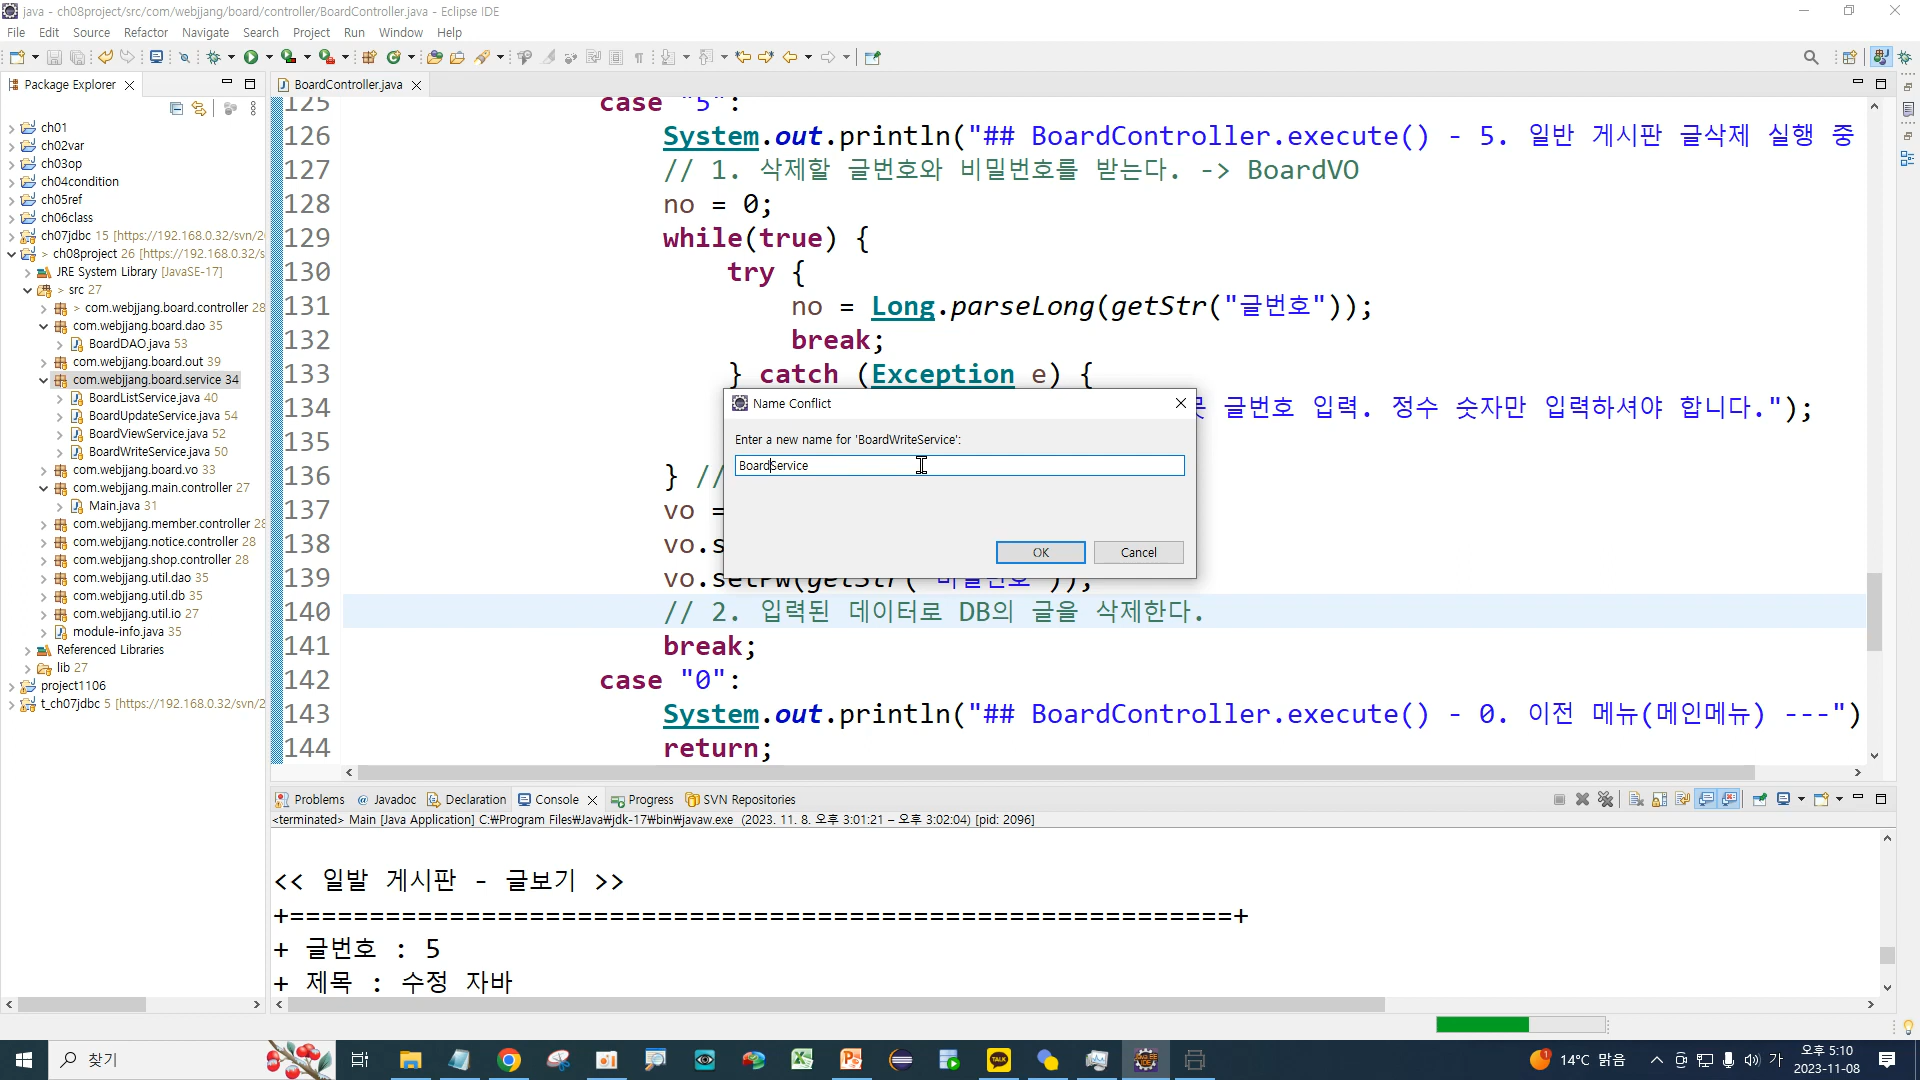 java - ch08project/src/com/webjjang/board/controller/BoardController.java - Eclipse IDE
File Edit Source Refactor Navigate Search Project Run Window Help
Package Explorer
ch01
ch02var
ch03op
ch04condition
ch05ref
ch06class
ch07jdbc 15 [https://192.168.0.32/svn/2
> ch08project 26 [https://192.168.0.32/s
JRE System Library [JavaSE-17]
> src 27
> com.webjjang.board.controller 28
com.webjjang.board.dao 35
BoardDAO.java 53
com.webjjang.board.out 39
com.webjjang.board.service 34
BoardListService.java 40
BoardUpdateService.java 54
BoardViewService.java 52
BoardWriteService.java 50
com.webjjang.board.vo 33
com.webjjang.main.controller 27
Main.java 31
com.webjjang.member.controller 28
com.webjjang.notice.controller 28
com.webjjang.shop.controller 28
com.webjjang.util.dao 35
com.webjjang.util.db 35
com.webjjang.util.io 27
module-info.java 35
Referenced Libraries
lib 27
project1106
t_ch07jdbc 5 [https://192.168.0.32/svn/2
BoardController.java
125 case "5":
126 System.out.println("## BoardController.execute() - 5. 일반 게시판 글삭제 실행 중
127 // 1. 삭제할 글번호와 비밀번호를 받는다. -> BoardVO
128 no = 0;
129 while(true) {
130 try {
131 no = Long.parseLong(getStr("글번호"));
132 break;
133 } catch (Exception e) {
134 글번호 입력. 정수 숫자만 입력하셔야 합니다.");
135
136 } //
137 vo =
138 vo.s
139 vo.setPw(getStr("비밀번호"));
140 // 2. 입력된 데이터로 DB의 글을 삭제한다.
141 break;
142 case "0":
143 System.out.println("## BoardController.execute() - 0. 이전 메뉴(메인메뉴) ---")
144 return;
Name Conflict
Enter a new name for 'BoardWriteService':
BoardService
OK Cancel
Problems @ Javadoc Declaration Console Progress SVN Repositories
<terminated> Main [Java Application] C:₩Program Files₩Java₩jdk-17₩bin₩javaw.exe (2023. 11. 8. 오후 3:01:21 – 오후 3:02:04) [pid: 2096]
<< 일발 게시판 - 글보기 >>
+===========================================================+
+ 글번호 : 5
+ 제목 : 수정 자바
찾기
14°C 맑음
가
오후 5:10
2023-11-08